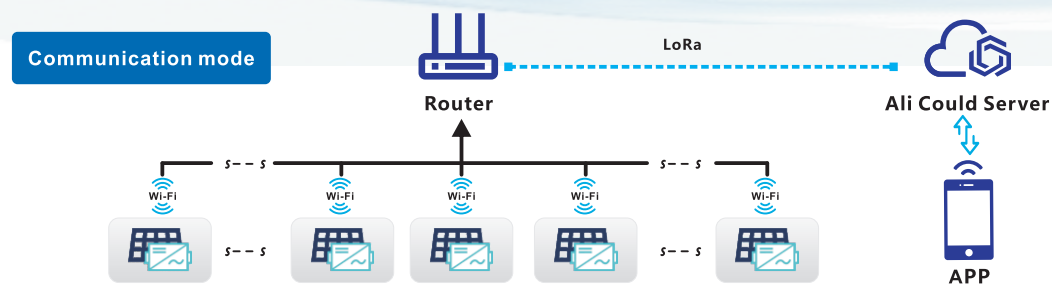 Communication mode
LoRa
Router
Ali Could Server
s-- s
s-- s
Wi-Fi
Wi-Fi
Wi-Fi
Wi-Fi
Wi-Fi
s-- s
s-- s
APP